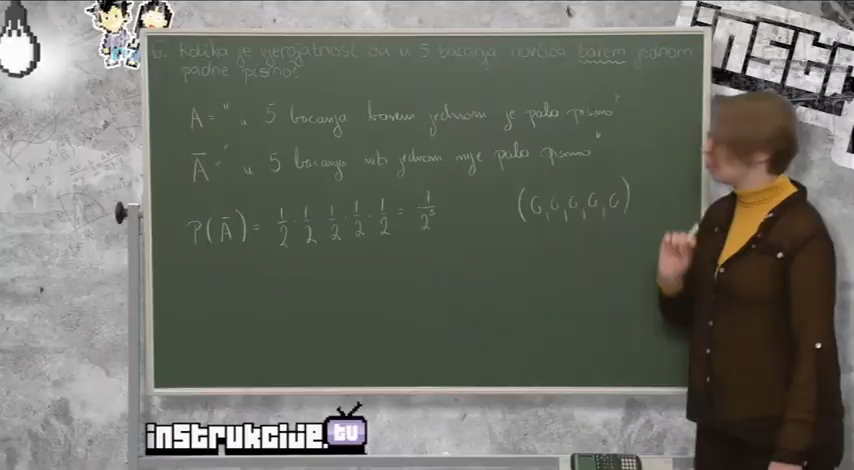 6. Kolika je vjerojatnost da u 5 bacanja novčića barem jednom
padne pismo?
A = " u 5 bacanja barem jednom je palo pismo"
Ā = " u 5 bacanja niti jednom nije palo pismo"
P(Ā) = 1/2 · 1/2 · 1/2 · 1/2 · 1/2 = 1/2⁵
(G, G, G, G, G)
instrukcije tv